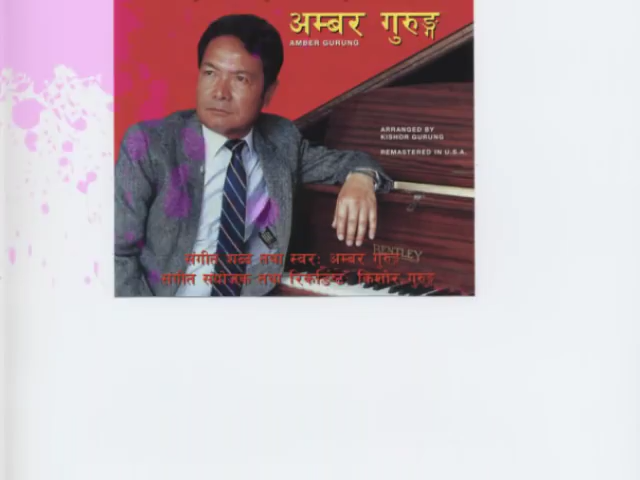 अम्बर गुरुङ्ग
AMBER GURUNG
ARRANGED BY
KISHOR GURUNG
REMASTERED IN U.S.A.
BENTLEY
संगीत शब्द तथा स्वर: अम्बर गुरुङ्ग
संगीत संयोजक तथा रिकर्डिङ्ग: किशोर गुरुङ्ग